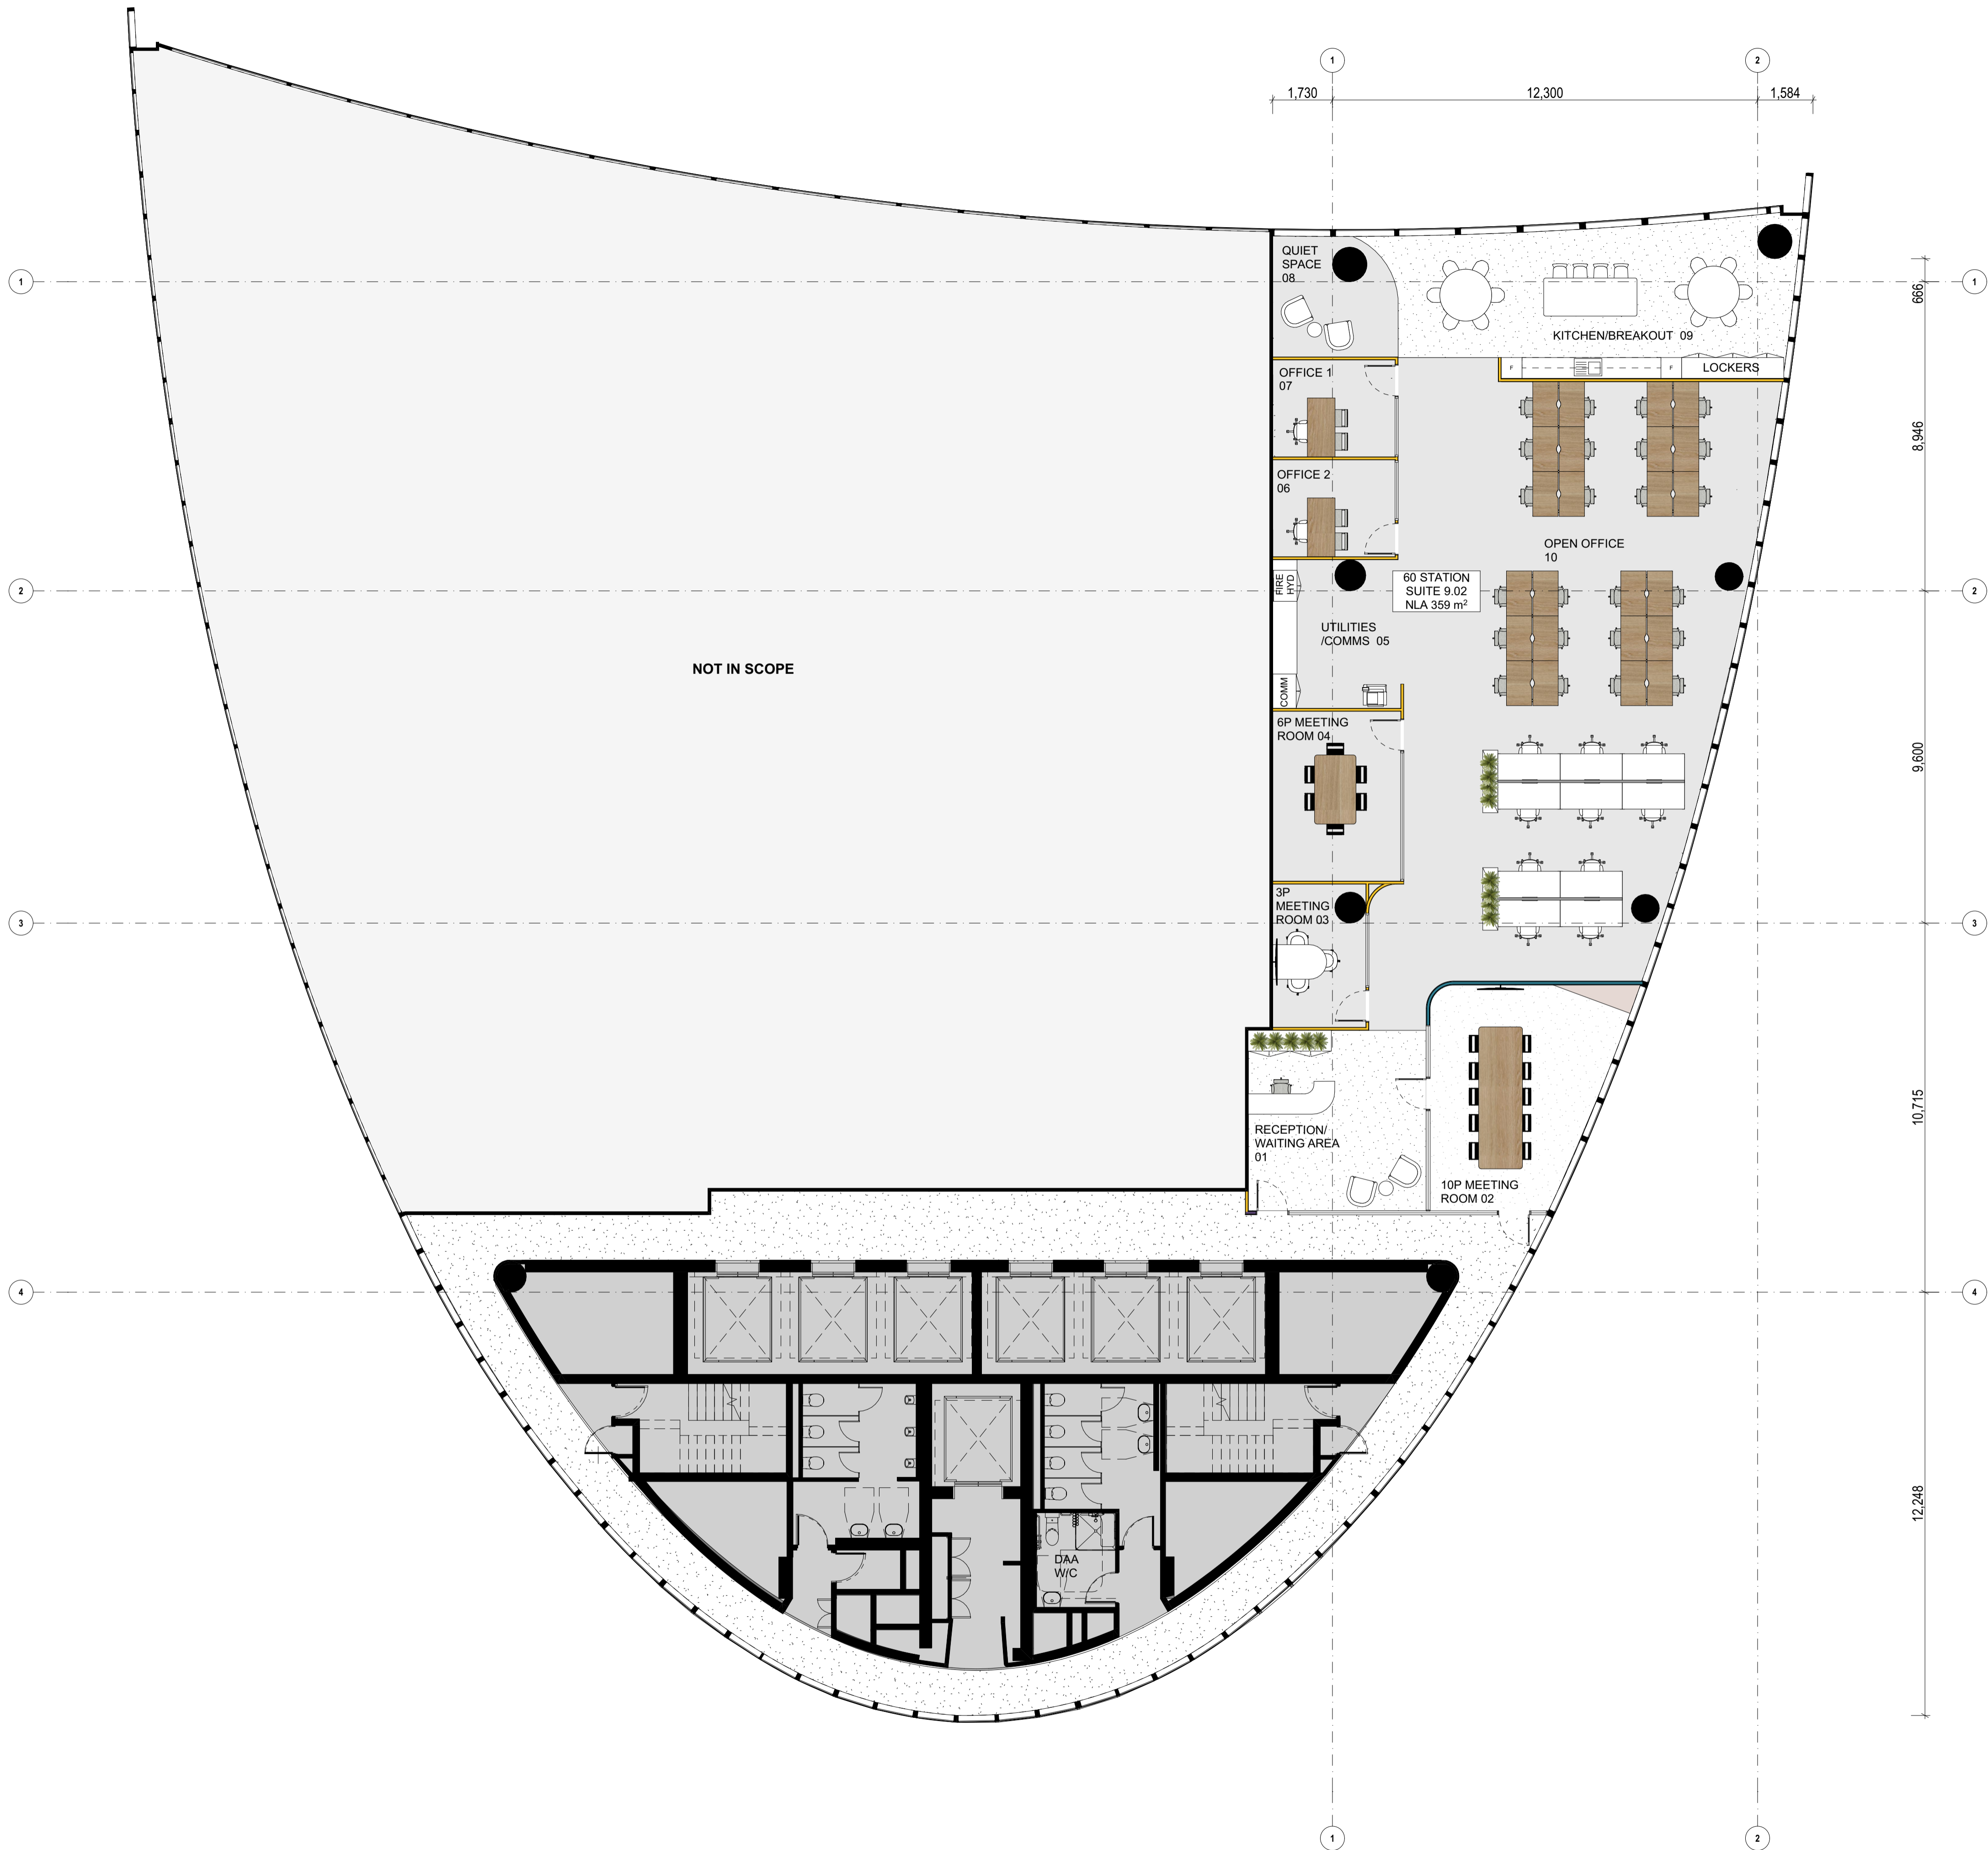 1
2
1,730
12,300
1,584
QUIET
SPACE
08
1
1
666
KITCHEN/BREAKOUT 09
F
F
LOCKERS
OFFICE 1
07
8,946
OFFICE 2
06
OPEN OFFICE
10
FIRE
HYD
60 STATION
SUITE 9.02
NLA 359 m²
2
2
UTILITIES
/COMMS 05
NOT IN SCOPE
COMM
6P MEETING
ROOM 04
9,600
3P
MEETING
ROOM 03
3
3
10,715
RECEPTION/
WAITING AREA
01
10P MEETING
ROOM 02
4
4
12,248
DAA
W/C
1
2